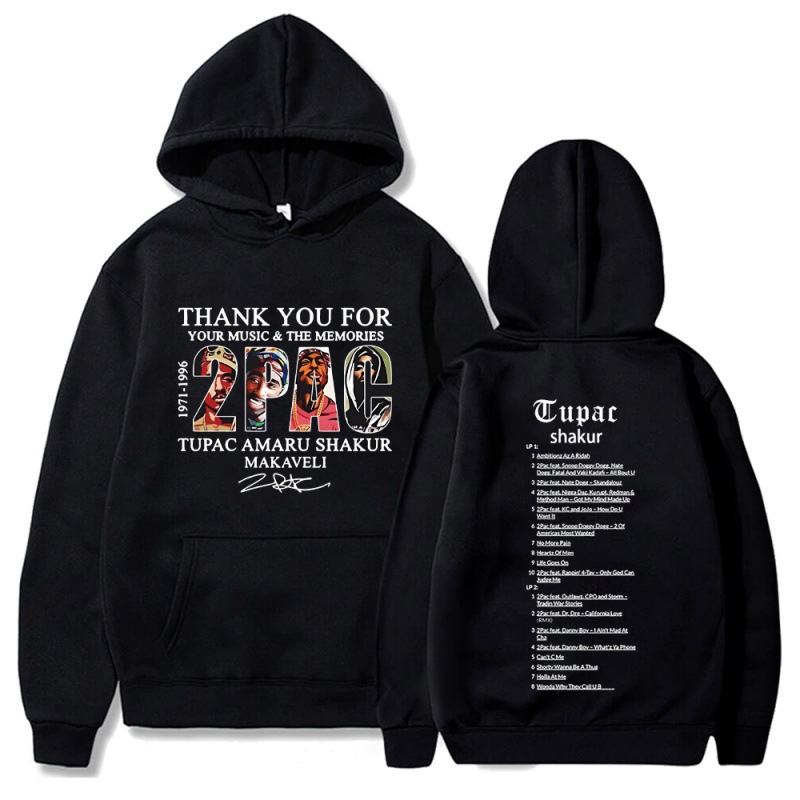 THANK YOU FOR
YOUR MUSIC & THE MEMORIES
1971-1996
2PAC
TUPAC AMARU SHAKUR
MAKAVELI
Tupac
shakur
LP 1:
1 Ambitionz Az A Ridah
2 2Pac feat. Snoop Doggy Dogg, Nate
Dogg, Fatal And Yaki Kadafi – All Bout U
3 2Pac feat. Nate Dogg – Skandalouz
4 2Pac feat. Nigga Daz, Kurupt, Redman &
Method Man – Got My Mind Made Up
5 2Pac feat. KC and JoJo – How Do U
Want It
6 2Pac feat. Snoop Doggy Dogg – 2 Of
Americas Most Wanted
7 No More Pain
8 Heartz Of Men
9 Life Goes On
10 2Pac feat. Rappin' 4-Tay – Only God Can
Judge Me
LP 2:
1 2Pac feat. Outlaws, CPO and Storm –
Tradin War Stories
2 2Pac feat. Dr. Dre – California Love
(RMX)
3 2Pac feat. Danny Boy – I Ain't Mad At
Cha
4 2Pac feat. Danny Boy – What'z Ya Phone
5 Can't C Me
6 Shorty Wanna Be A Thug
7 Holla At Me
8 Wonda Why They Call U B..........